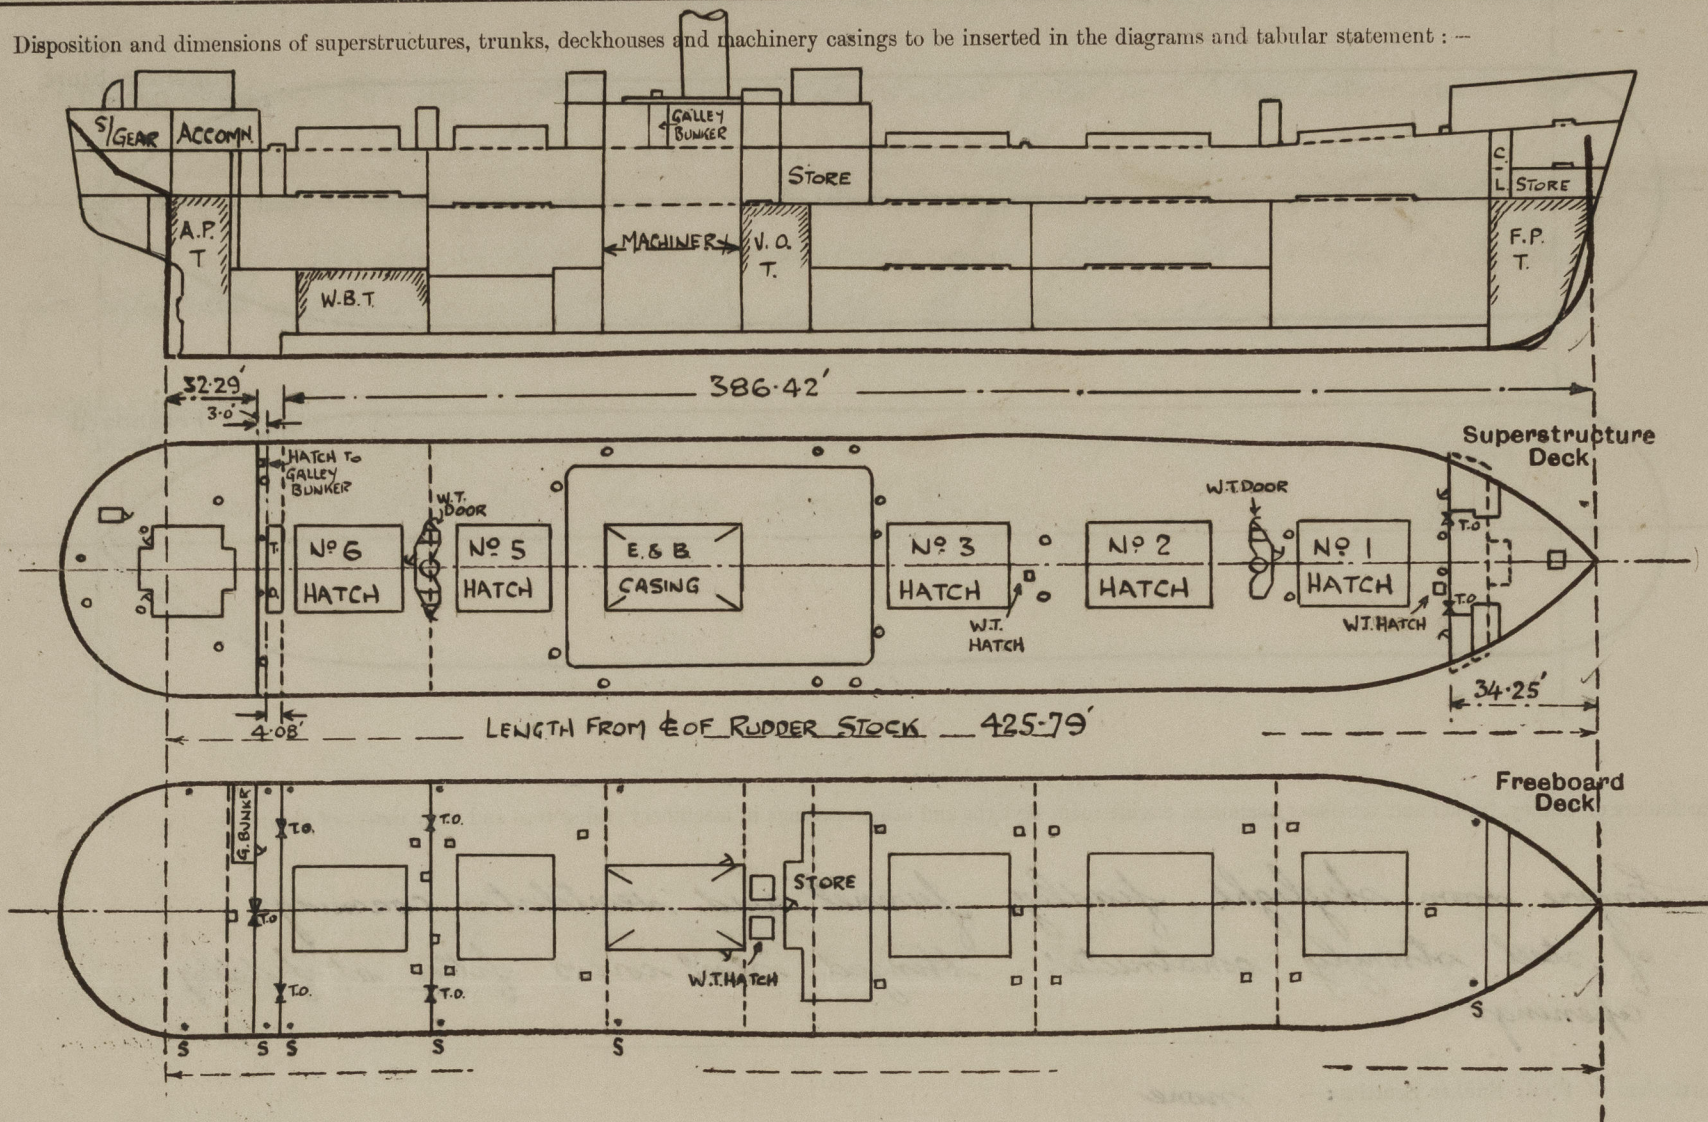 Disposition and dimensions of superstructures, trunks, deckhouses and machinery casings to be inserted in the diagrams and tabular statement : —
S/GEAR
ACCOMN.
GALLEY
BUNKER
STORE
C.
L.
STORE
A.P.
T
MACHINERY
V.O.
T.
F.P.
T.
W.B.T.
32·29'
386·42'
3·0'
Superstructure
Deck
HATCH TO
GALLEY
BUNKER
W.T.
DOOR
W.T.DOOR
T.O
T.
Nº 6
HATCH
Nº 5
HATCH
E. & B.
CASING
Nº 3
HATCH
Nº 2
HATCH
Nº 1
HATCH
T.O
W.T.
HATCH
W.T.HATCH
34·25'
4·08'
LENGTH FROM ℄ OF RUDDER STOCK 425·79'
Freeboard
Deck
G. BUNKR
T.O.
T.O.
STORE
T.O
W.T.HATCH
T.O.
T.O.
S
S
S
S
S
S